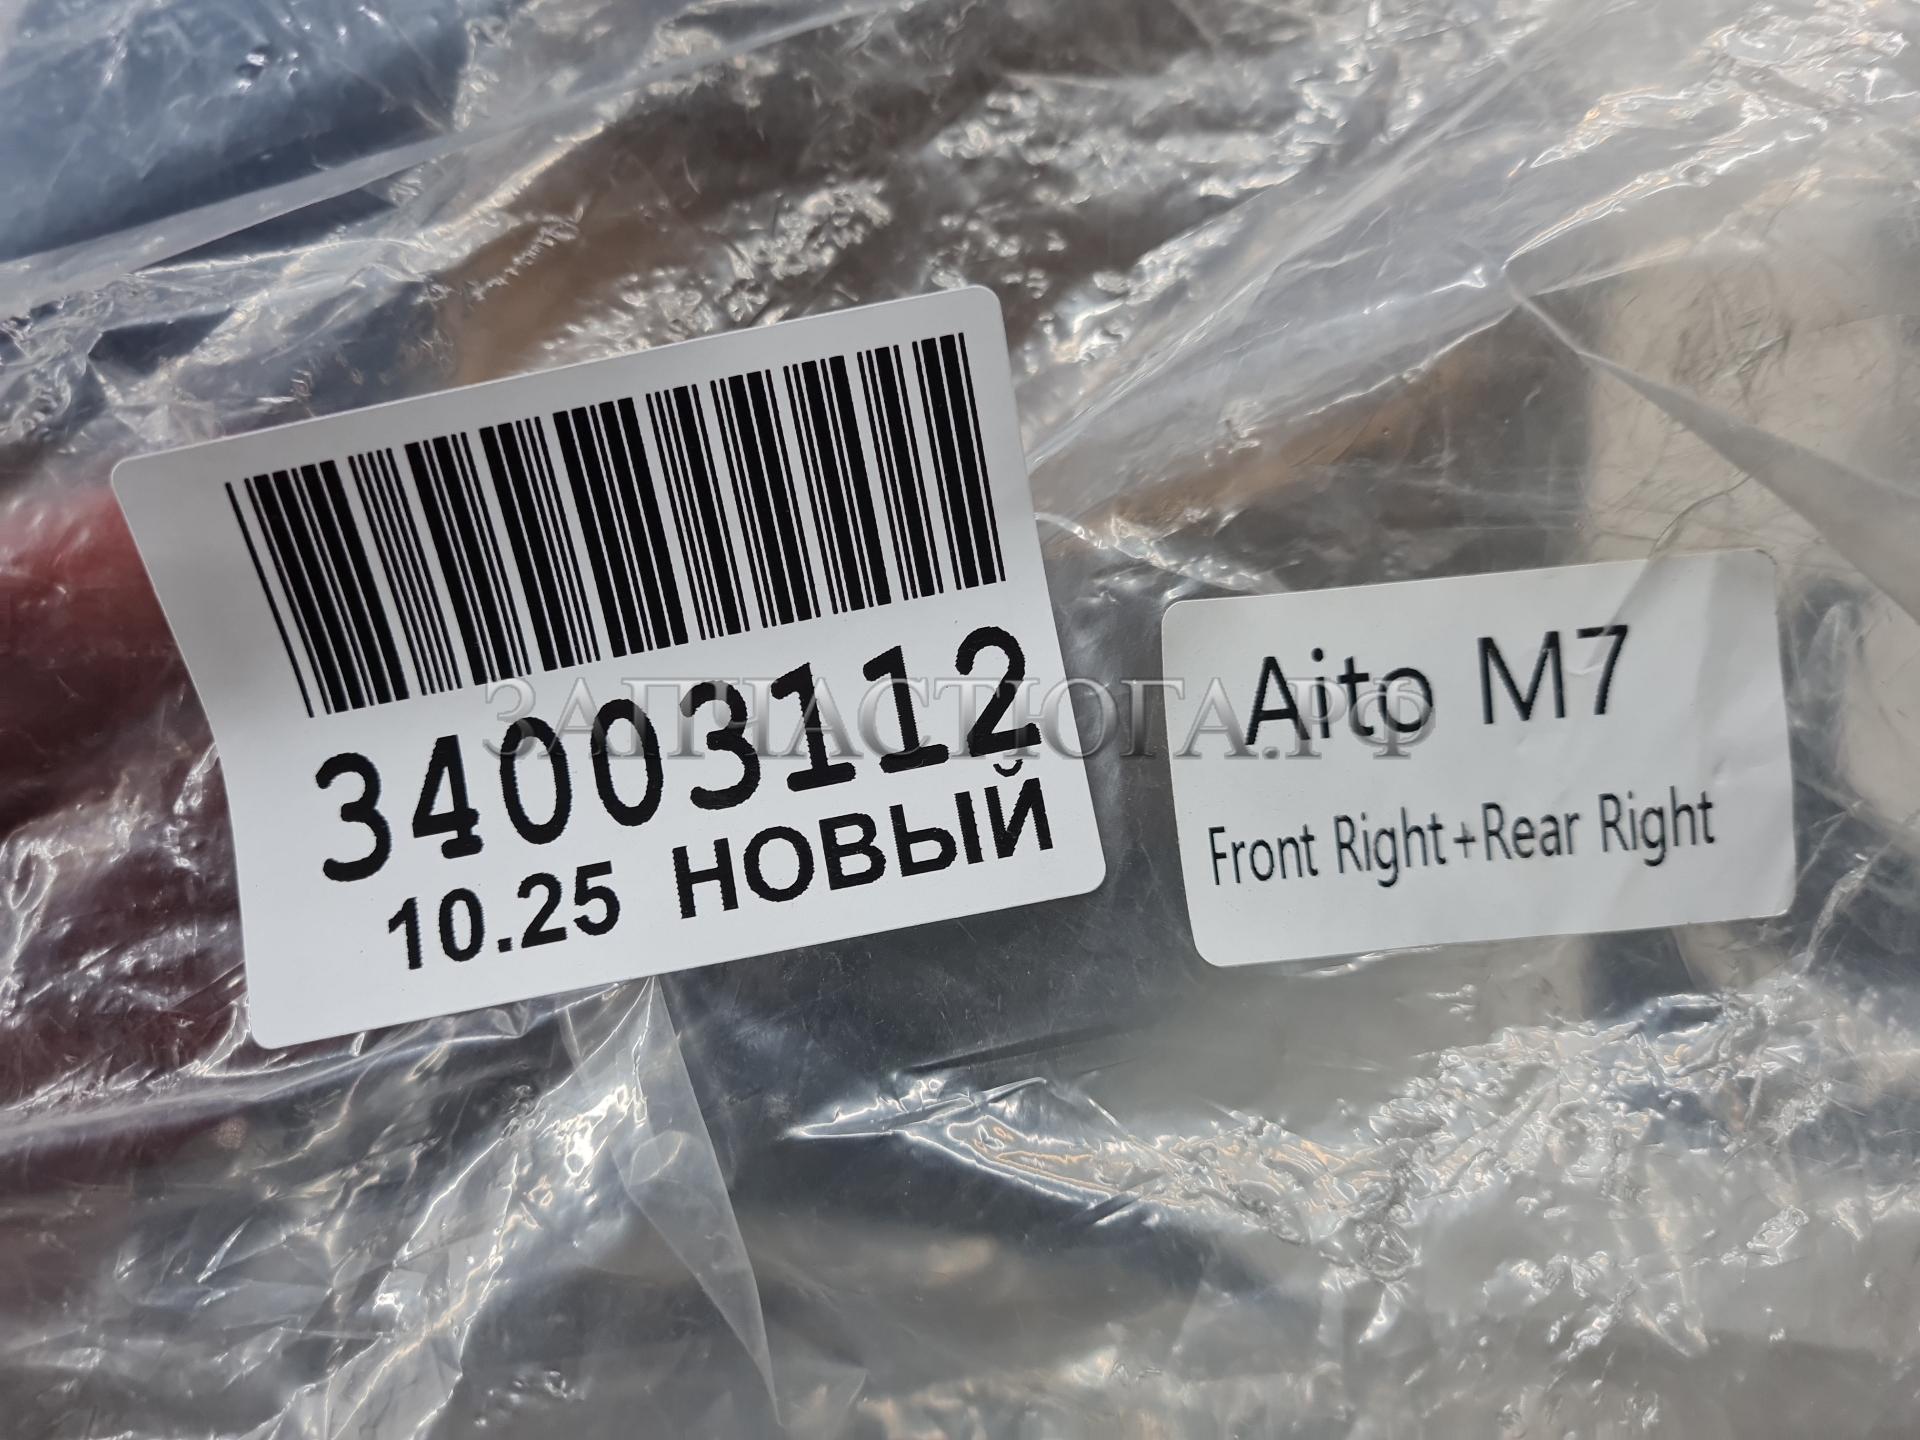 34003112
10.25 НОВЫЙ
Aito M7
Front Right+Rear Right
ЗАПЧАСТЮГА.РФ